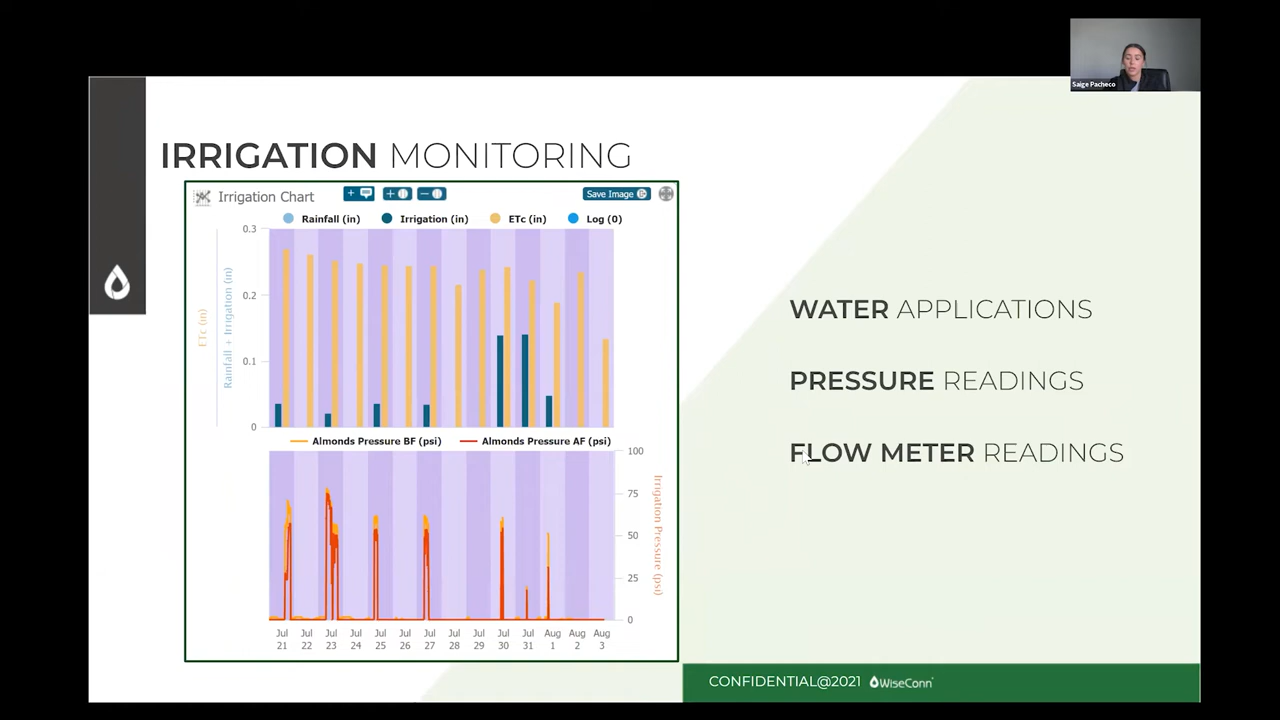 Saige Pacheco
IRRIGATION MONITORING
Irrigation Chart
Save Image
Rainfall (in) Irrigation (in) ETc (in) Log (0)
0.3
0.2
0.1
0
ETc (in)
Rainfall + Irrigation (in)
Almonds Pressure BF (psi) Almonds Pressure AF (psi)
100
75
50
25
0
Irrigation Pressure (psi)
Jul Jul Jul Jul Jul Jul Jul Jul Jul Jul Jul Aug Aug Aug
21 22 23 24 25 26 27 28 29 30 31 1 2 3
WATER APPLICATIONS
PRESSURE READINGS
FLOW METER READINGS
CONFIDENTIAL@2021 WiseConn